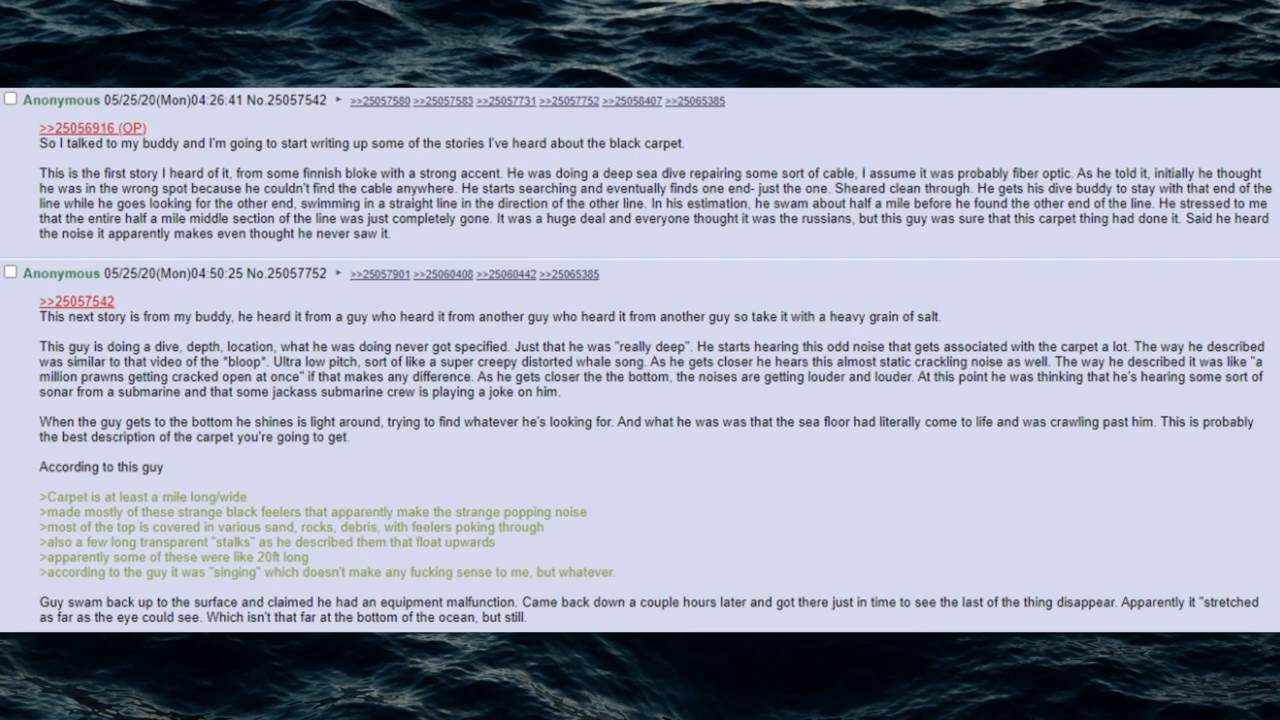 Anonymous 05/25/20(Mon)04:26:41 No.25057542 ▸ >>25057580 >>25057583 >>25057731 >>25057752 >>25058407 >>25065385
>>25056916 (OP)
So I talked to my buddy and I'm going to start writing up some of the stories I've heard about the black carpet.
This is the first story I heard of it, from some finnish bloke with a strong accent. He was doing a deep sea dive repairing some sort of cable, I assume it was probably fiber optic. As he told it, initially he thought
he was in the wrong spot because he couldn't find the cable anywhere. He starts searching and eventually finds one end- just the one. Sheared clean through. He gets his dive buddy to stay with that end of the
line while he goes looking for the other end, swimming in a straight line in the direction of the other line. In his estimation, he swam about half a mile before he found the other end of the line. He stressed to me
that the entire half a mile middle section of the line was just completely gone. It was a huge deal and everyone thought it was the russians, but this guy was sure that this carpet thing had done it. Said he heard
the noise it apparently makes even thought he never saw it.
Anonymous 05/25/20(Mon)04:50:25 No.25057752 ▸ >>25057901 >>25060408 >>25060442 >>25065385
>>25057542
This next story is from my buddy, he heard it from a guy who heard it from another guy who heard it from another guy so take it with a heavy grain of salt.
This guy is doing a dive, depth, location, what he was doing never got specified. Just that he was "really deep". He starts hearing this odd noise that gets associated with the carpet a lot. The way he described
was similar to that video of the *bloop*. Ultra low pitch, sort of like a super creepy distorted whale song. As he gets closer he hears this almost static crackling noise as well. The way he described it was like "a
million prawns getting cracked open at once" if that makes any difference. As he gets closer the the bottom, the noises are getting louder and louder. At this point he was thinking that he's hearing some sort of
sonar from a submarine and that some jackass submarine crew is playing a joke on him.
When the guy gets to the bottom he shines is light around, trying to find whatever he's looking for. And what he was was that the sea floor had literally come to life and was crawling past him. This is probably
the best description of the carpet you're going to get.
According to this guy
>Carpet is at least a mile long/wide
>made mostly of these strange black feelers that apparently make the strange popping noise
>most of the top is covered in various sand, rocks, debris, with feelers poking through
>also a few long transparent "stalks" as he described them that float upwards
>apparently some of these were like 20ft long
>according to the guy it was "singing" which doesn't make any fucking sense to me, but whatever.
Guy swam back up to the surface and claimed he had an equipment malfunction. Came back down a couple hours later and got there just in time to see the last of the thing disappear. Apparently it "stretched
as far as the eye could see. Which isn't that far at the bottom of the ocean, but still.